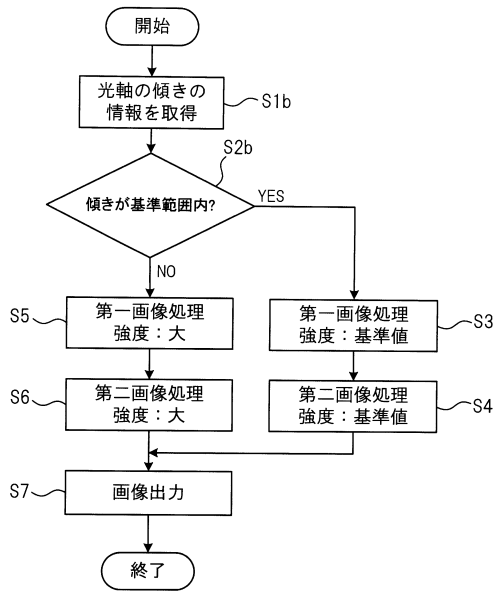 開始
光軸の傾きの
情報を取得
S1b
S2b
傾きが基準範囲内?
YES
NO
S5
第一画像処理
強度：大
第一画像処理
強度：基準値
S3
S6
第二画像処理
強度：大
第二画像処理
強度：基準値
S4
S7
画像出力
終了